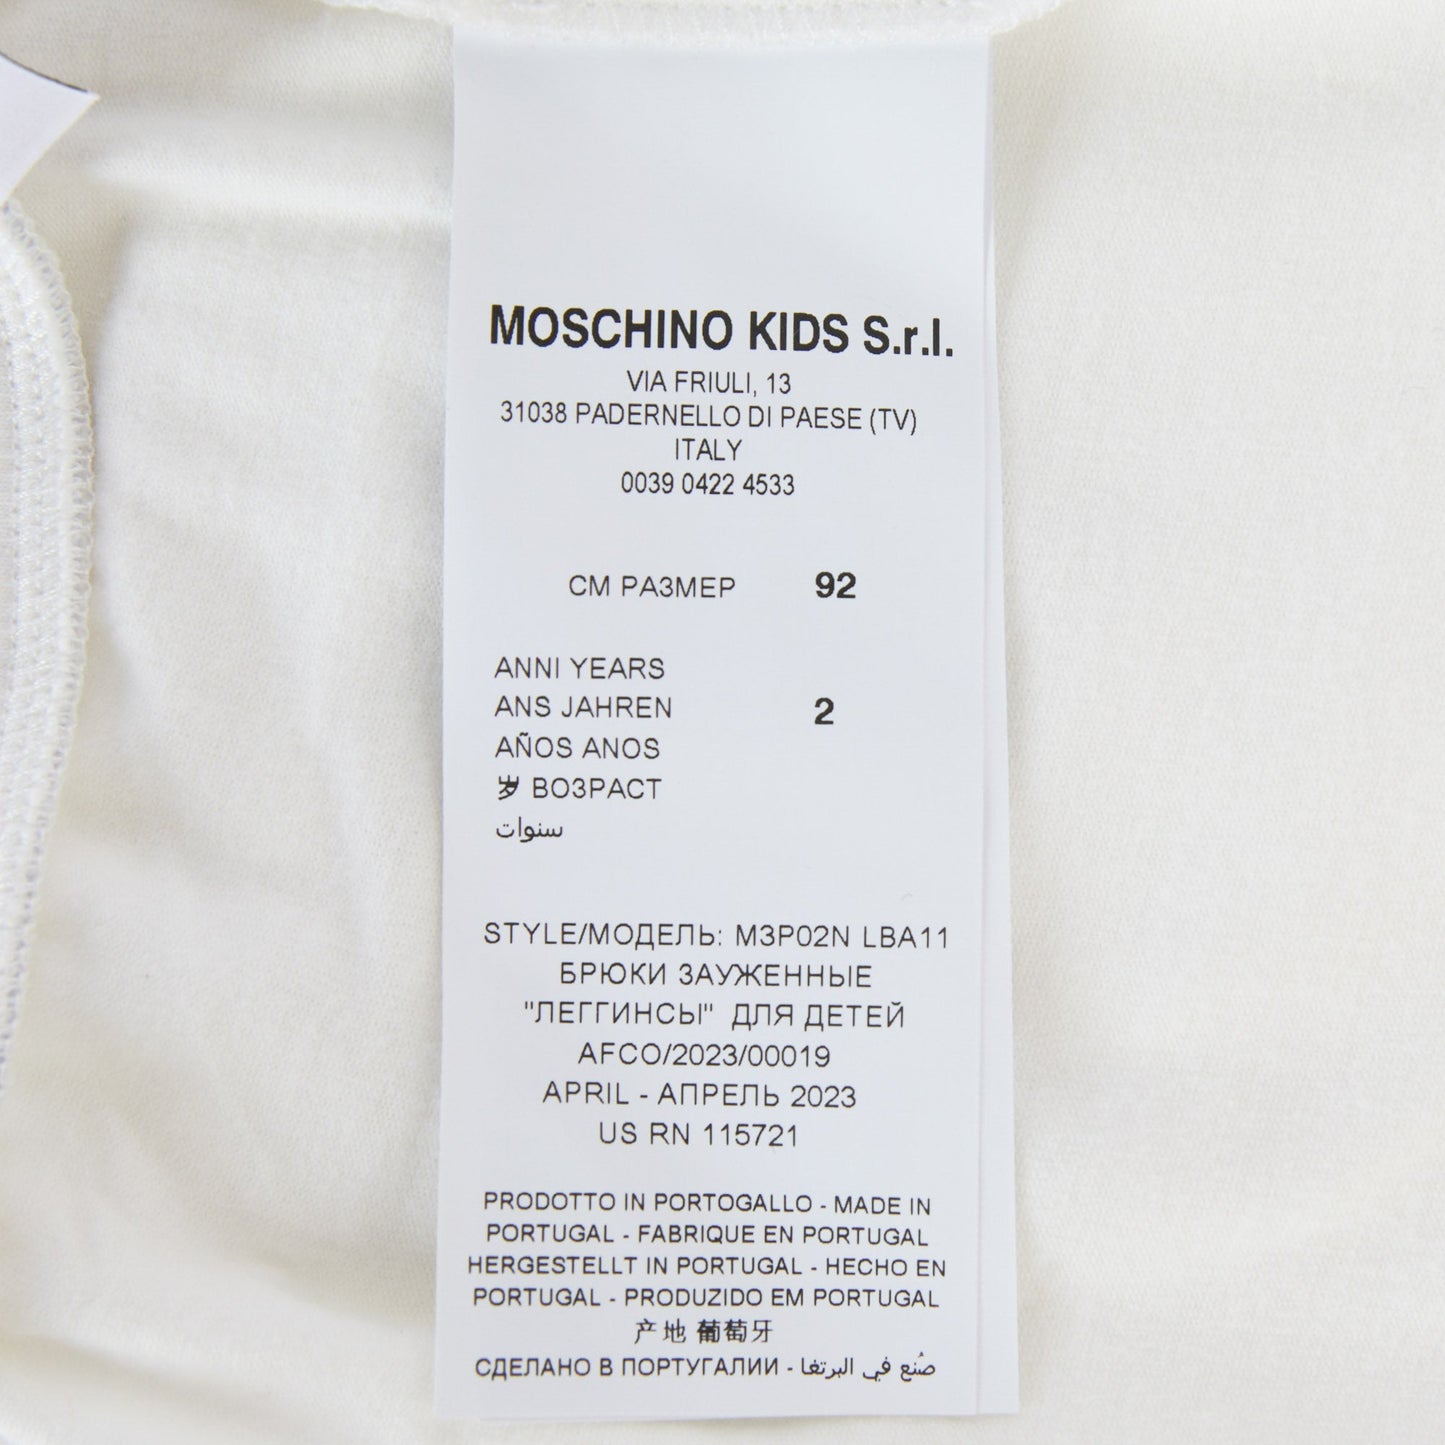 MOSCHINO KIDS S.r.l.
VIA FRIULI, 13
31038 PADERNELLO DI PAESE (TV)
ITALY
0039 0422 4533
СМ РАЗМЕР 92
ANNI YEARS
ANS JAHREN 2
AÑOS ANOS
岁 ВОЗРАСТ
سنوات
STYLE/МОДЕЛЬ: M3P02N LBA11
БРЮКИ ЗАУЖЕННЫЕ
"ЛЕГГИНСЫ" ДЛЯ ДЕТЕЙ
AFCO/2023/00019
APRIL - АПРЕЛЬ 2023
US RN 115721
PRODOTTO IN PORTOGALLO - MADE IN
PORTUGAL - FABRIQUE EN PORTUGAL
HERGESTELLT IN PORTUGAL - HECHO EN
PORTUGAL - PRODUZIDO EM PORTUGAL
产地 葡萄牙
СДЕЛАНО В ПОРТУГАЛИИ - صُنع في البرتغا